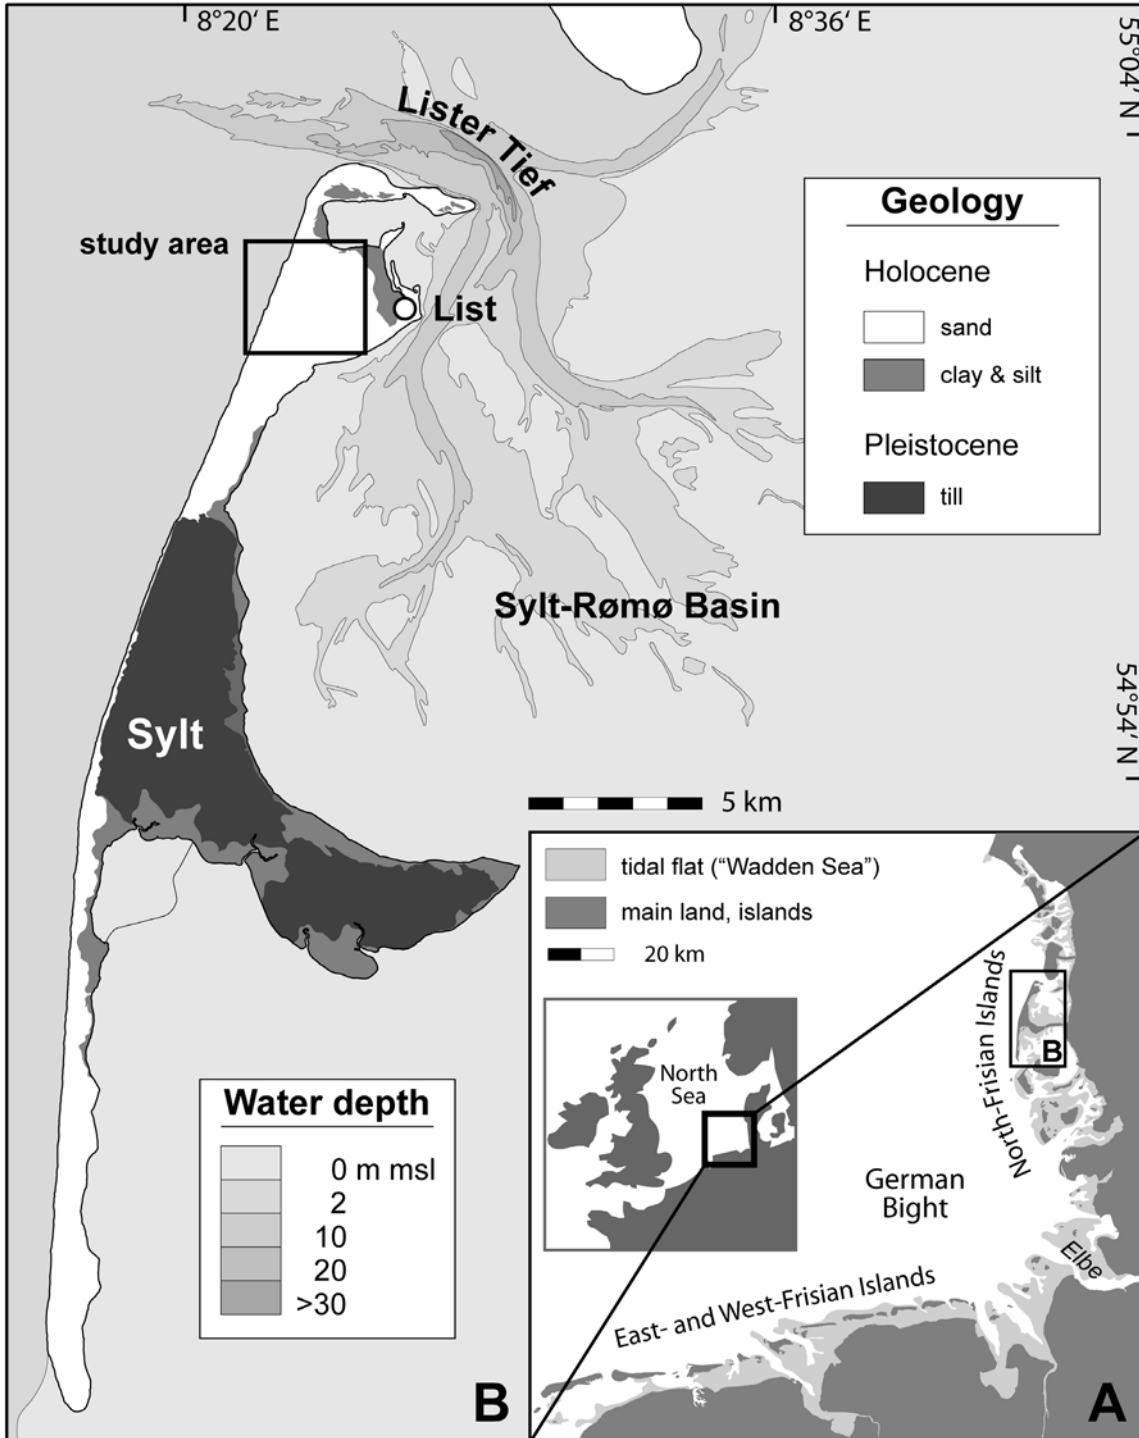 8°20‘ E
8°36‘ E
55°04‘ N
Lister Tief
study area
List
Geology
Holocene
sand
clay & silt
Pleistocene
till
Sylt-Rømø Basin
54°54‘ N
Sylt
5 km
Water depth
0 m msl
2
10
20
>30
B
tidal flat (“Wadden Sea”)
main land, islands
20 km
North
Sea
North-Frisian Islands
B
German
Bight
Elbe
East- and West-Frisian Islands
A